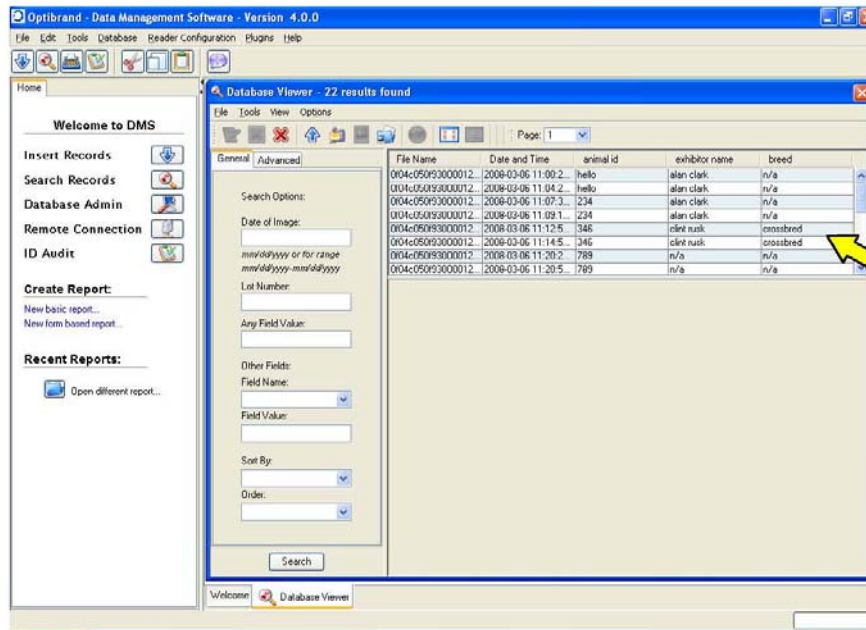 Optibrand - Data Management Software - Version 4.0.0
File Edit Tools Database Reader Configuration Plugins Help
Home
Welcome to DMS
Insert Records
Search Records
Database Admin
Remote Connection
ID Audit
Create Report:
New basic report...
New form based report...
Recent Reports:
Open different report...
Database Viewer - 22 results found
File Tools View Options
Page: 1
General Advanced
Search Options:
Date of Image:
mm/dd/yyyy or for range
mm/dd/yyyy-mm/dd/yyyy
Lot Number:
Any Field Value:
Other Fields:
Field Name:
Field Value:
Sort By:
Order:
Search
File Name Date and Time animal id exhibitor name breed
0f04c050f93000012... 2008-03-06 11:00:2... hello alan clark n/a
0f04c050f93000012... 2008-03-06 11:04:2... hello alan clark n/a
0f04c050f93000012... 2008-03-06 11:07:3... 234 alan clark n/a
0f04c050f93000012... 2008-03-06 11:09:1... 234 alan clark n/a
0f04c050f93000012... 2008-03-06 11:12:5... 346 clint rusk crossbred
0f04c050f93000012... 2008-03-06 11:14:5... 346 clint rusk crossbred
0f04c050f93000012... 2008-03-06 11:20:2... 789 n/a n/a
0f04c050f93000012... 2008-03-06 11:20:5... 789 n/a n/a
Welcome Database Viewer